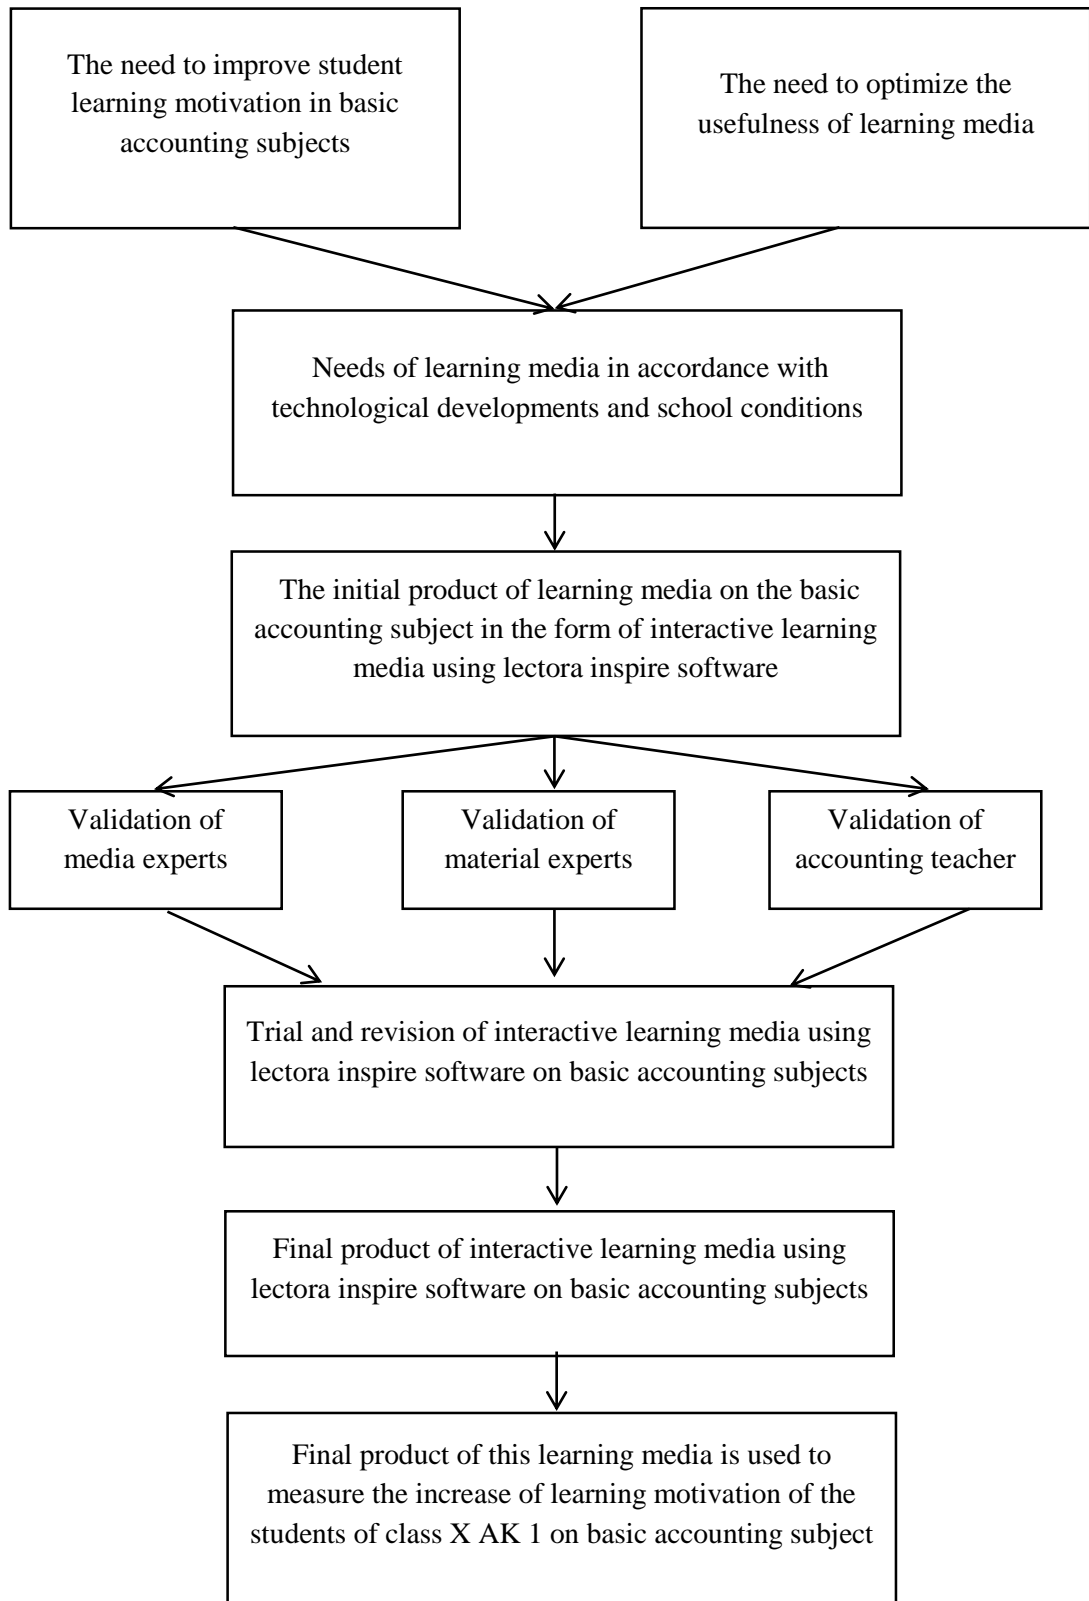 The need to improve student
learning motivation in basic
accounting subjects
The need to optimize the
usefulness of learning media
Needs of learning media in accordance with
technological developments and school conditions
The initial product of learning media on the basic
accounting subject in the form of interactive learning
media using lectora inspire software
Validation of
media experts
Validation of
material experts
Validation of
accounting teacher
Trial and revision of interactive learning media using
lectora inspire software on basic accounting subjects
Final product of interactive learning media using
lectora inspire software on basic accounting subjects
Final product of this learning media is used to
measure the increase of learning motivation of the
students of class X AK 1 on basic accounting subject